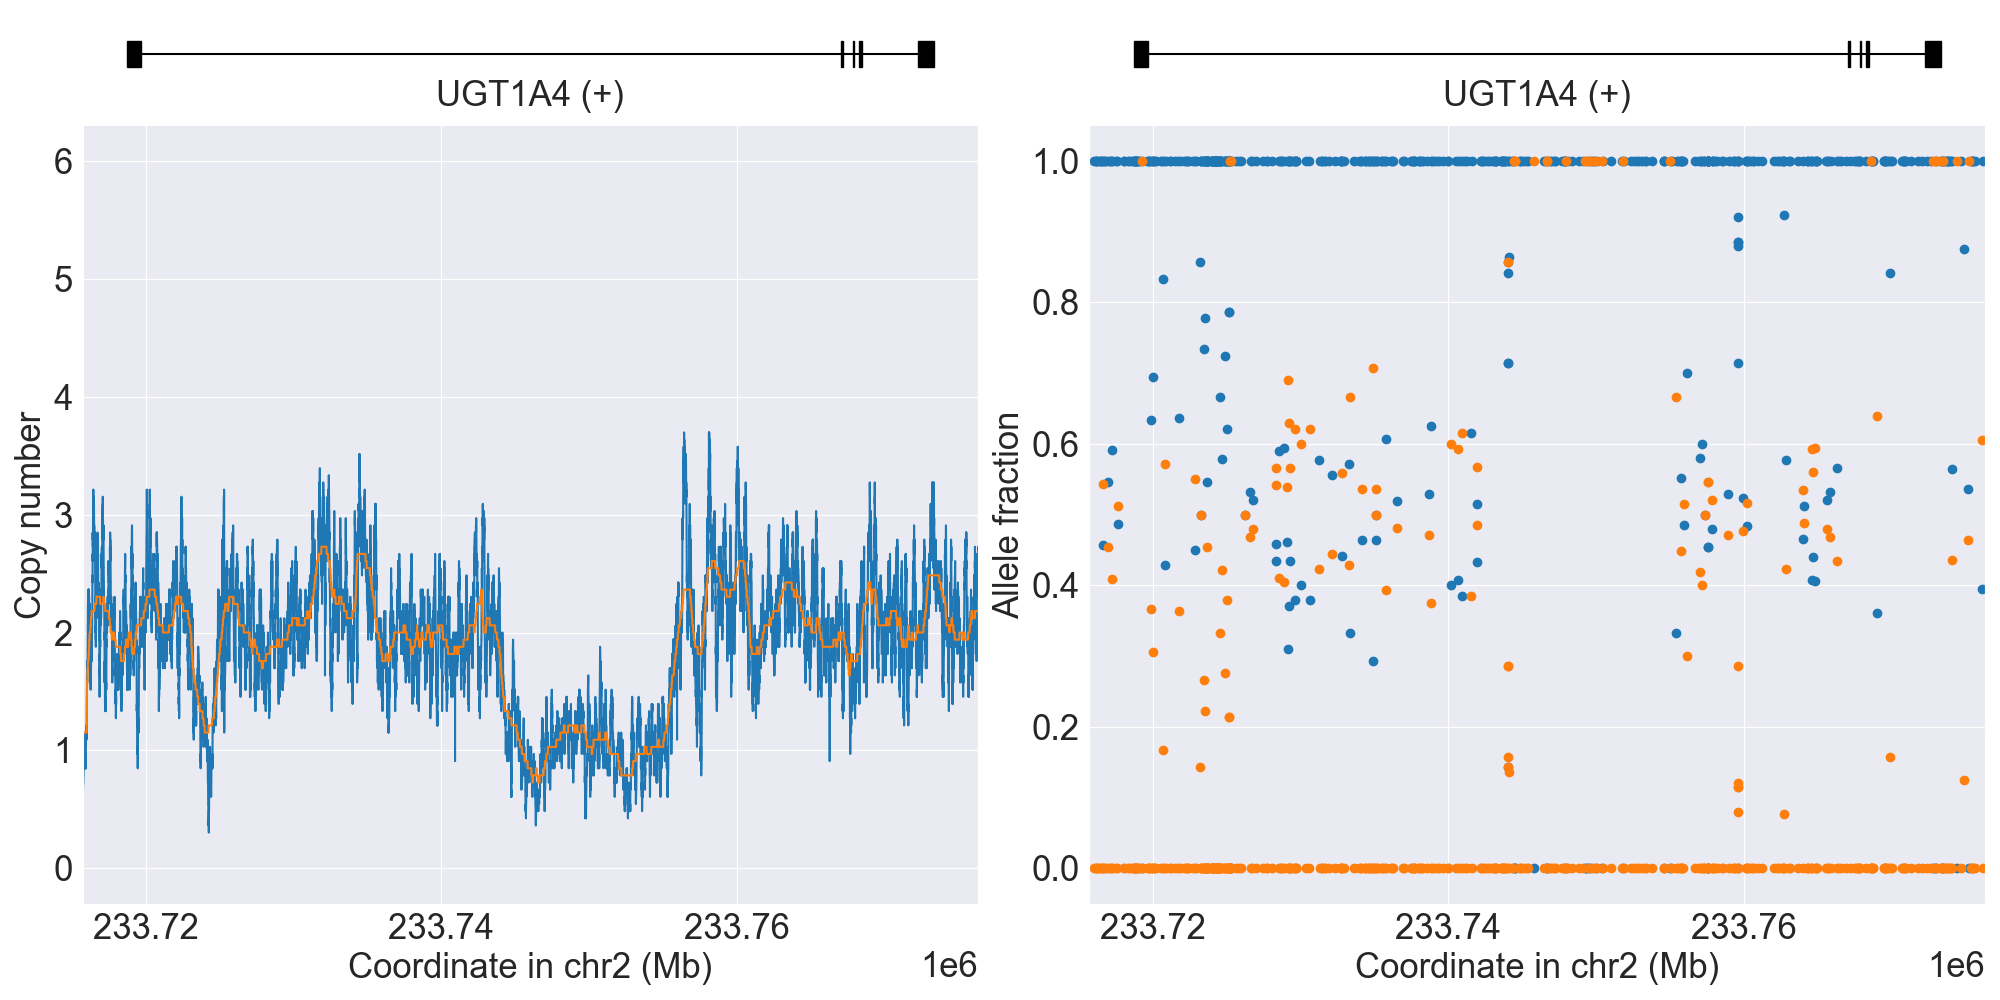 UGT1A4 (+)
6
5
4
3
2
1
0
Copy number
233.72
233.74
233.76
Coordinate in chr2 (Mb)
1e6
UGT1A4 (+)
1.0
0.8
0.6
0.4
0.2
0.0
Allele fraction
233.72
233.74
233.76
Coordinate in chr2 (Mb)
1e6